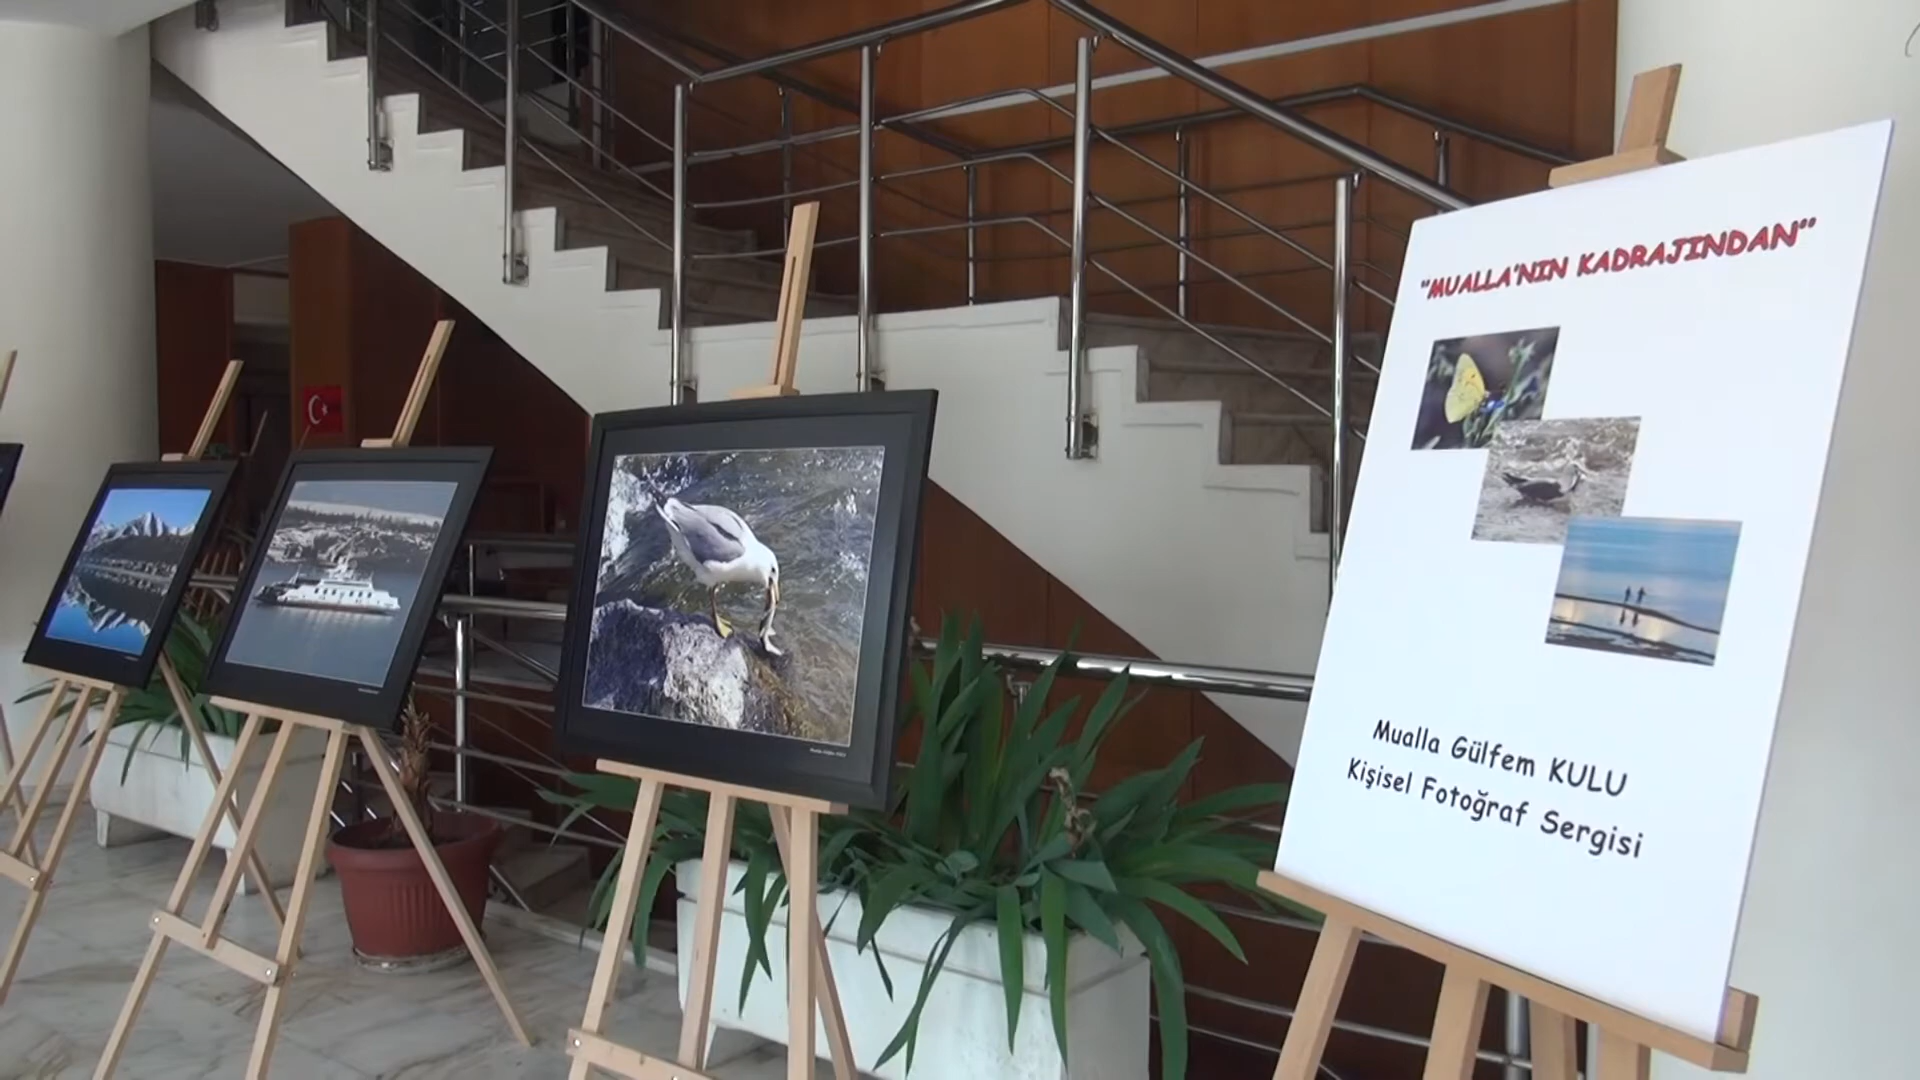 "MUALLA'NIN KADRAJINDAN"
Mualla Gülfem KULU
Kişisel Fotoğraf Sergisi